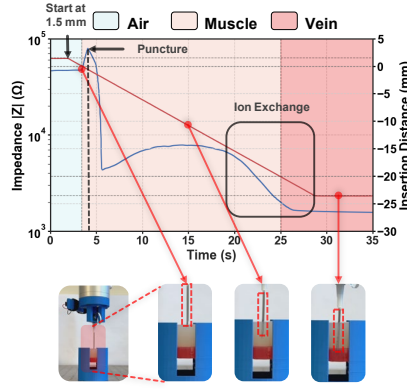 Start at
1.5 mm
Air
Muscle
Vein
Puncture
Ion Exchange
Impedance |Z| (Ω)
10⁵
10⁴
10³
5
0
-5
-10
-15
-20
-25
-30
Insertion Distance (mm)
0 5 10 15 20 25 30 35
Time (s)